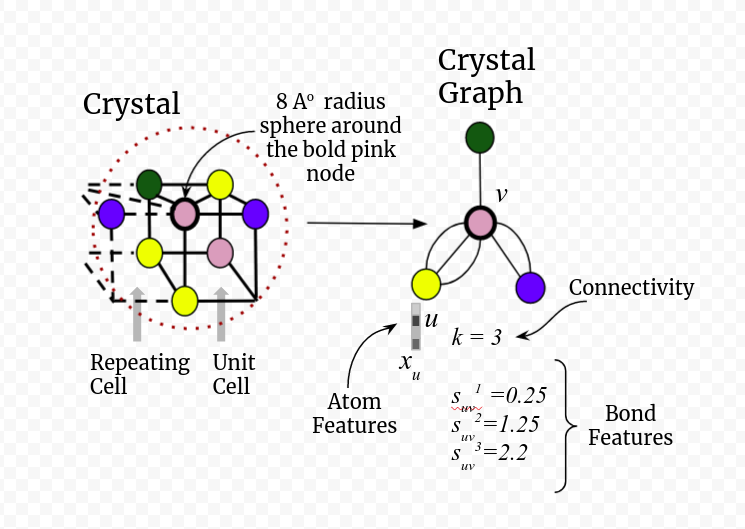 Crystal
8 Aº radius
sphere around
the bold pink
node
Crystal
Graph
v
Repeating
Cell
Unit
Cell
Connectivity
u
k = 3
x_u
Atom
Features
s_uv^1 =0.25
s_uv^2=1.25
s_uv^3=2.2
Bond
Features